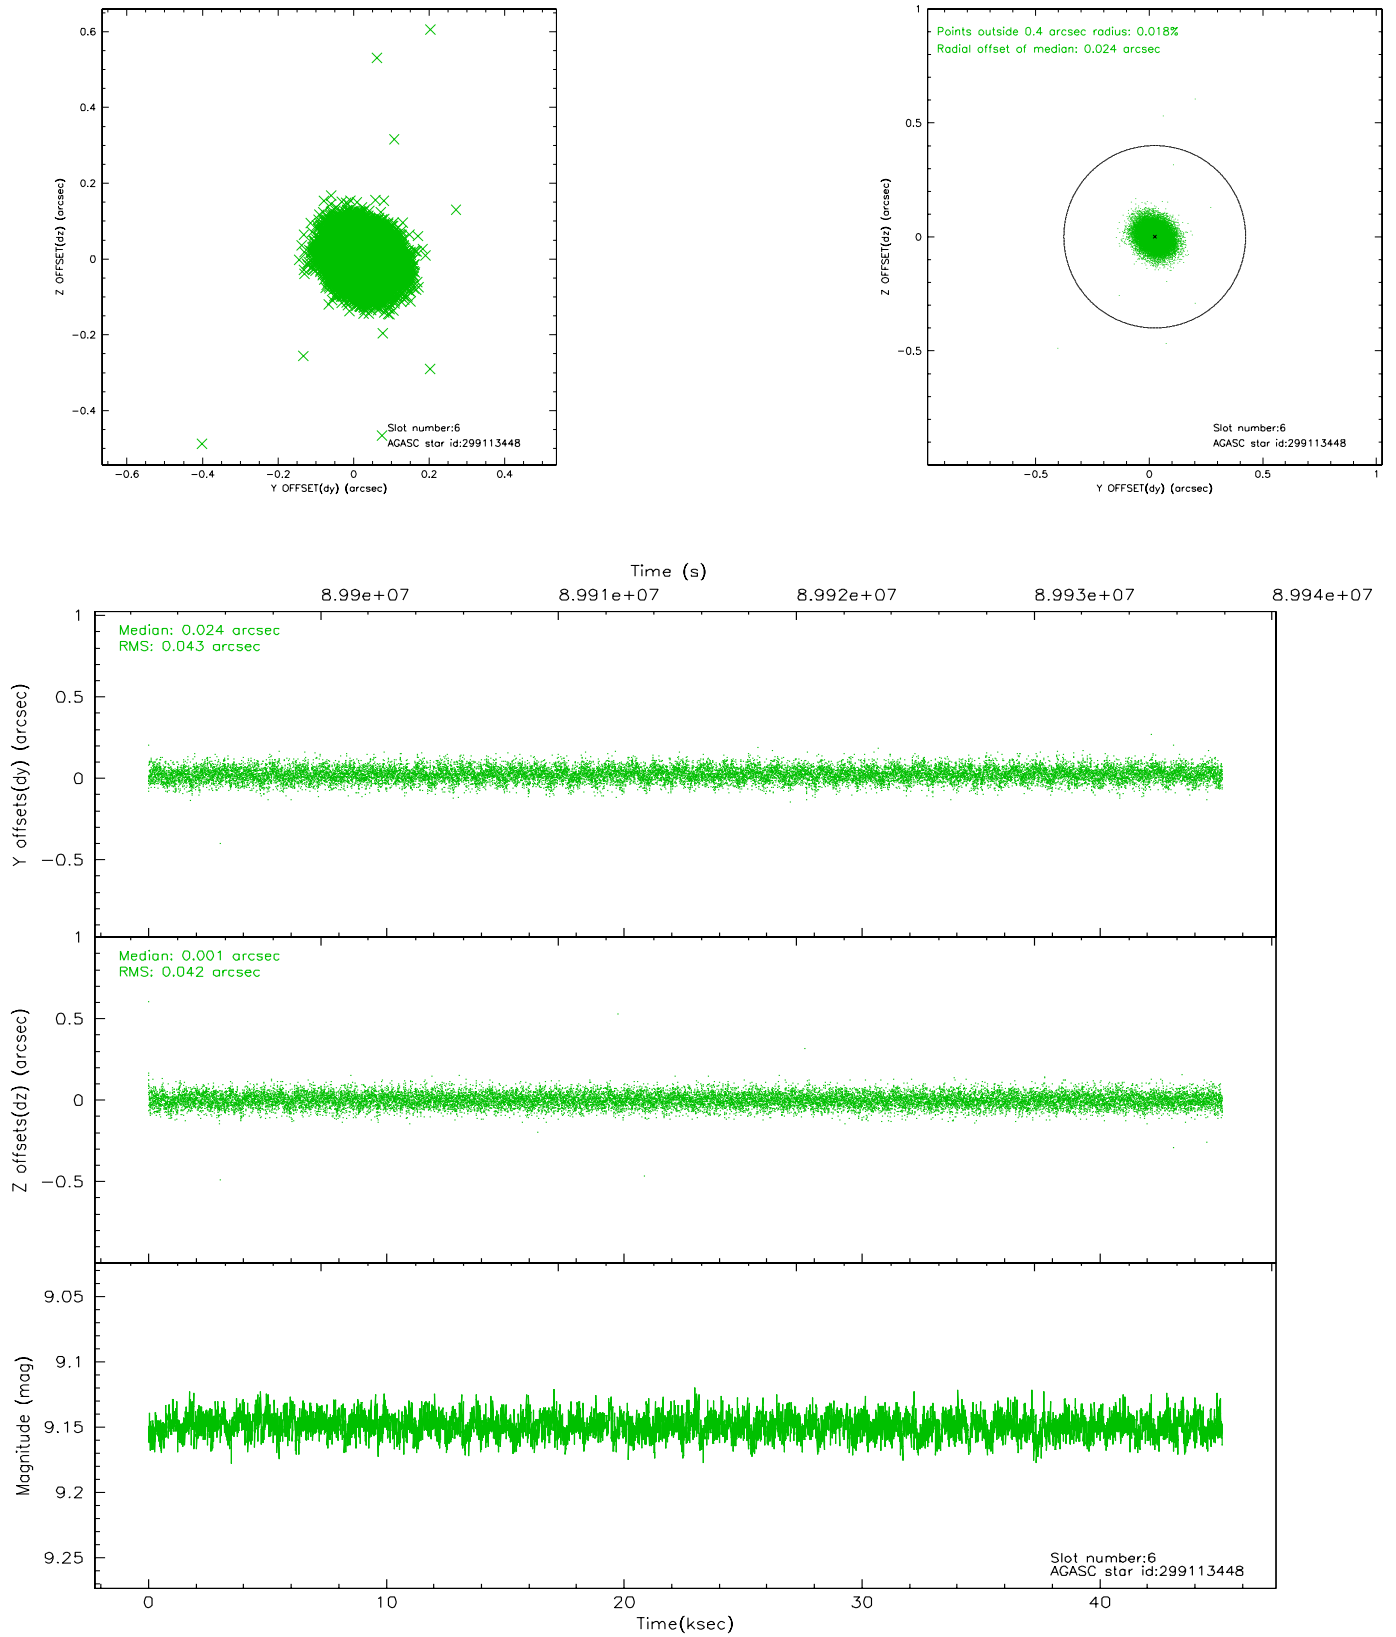 0.6
0.4
0.2
0
−0.2
−0.4
Z OFFSET(dz) (arcsec)
Slot number:6
AGASC star id:299113448
−0.6 −0.4 −0.2 0 0.2 0.4
Y OFFSET(dy) (arcsec)
1
0.5
0
−0.5
Z OFFSET(dz) (arcsec)
Points outside 0.4 arcsec radius: 0.018%
Radial offset of median: 0.024 arcsec
Slot number:6
AGASC star id:299113448
−0.5 0 0.5 1
Y OFFSET(dy) (arcsec)
Time (s)
8.99e+07 8.991e+07 8.992e+07 8.993e+07 8.994e+07
1
0.5
0
−0.5
Y offsets(dy) (arcsec)
Median: 0.024 arcsec
RMS: 0.043 arcsec
1
0.5
0
−0.5
Z offsets(dz) (arcsec)
Median: 0.001 arcsec
RMS: 0.042 arcsec
9.05
9.1
9.15
9.2
9.25
Magnitude (mag)
Slot number:6
AGASC star id:299113448
0 10 20 30 40
Time(ksec)